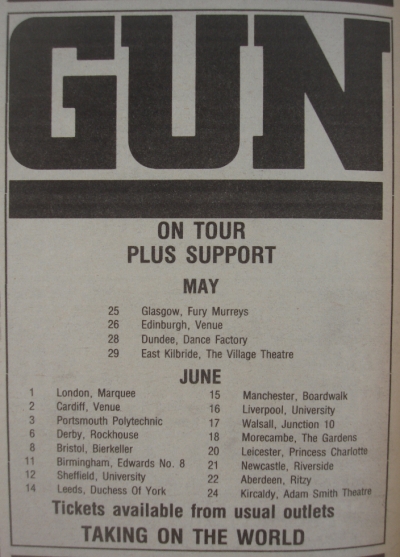 GUN
ON TOUR
PLUS SUPPORT
MAY
25 Glasgow, Fury Murreys
26 Edinburgh, Venue
28 Dundee, Dance Factory
29 East Kilbride, The Village Theatre
JUNE
1 London, Marquee
2 Cardiff, Venue
3 Portsmouth Polytechnic
6 Derby, Rockhouse
8 Bristol, Bierkeller
11 Birmingham, Edwards No. 8
12 Sheffield, University
14 Leeds, Duchess Of York
15 Manchester, Boardwalk
16 Liverpool, University
17 Walsall, Junction 10
18 Morecambe, The Gardens
20 Leicester, Princess Charlotte
21 Newcastle, Riverside
22 Aberdeen, Ritzy
24 Kircaldy, Adam Smith Theatre
Tickets available from usual outlets
TAKING ON THE WORLD